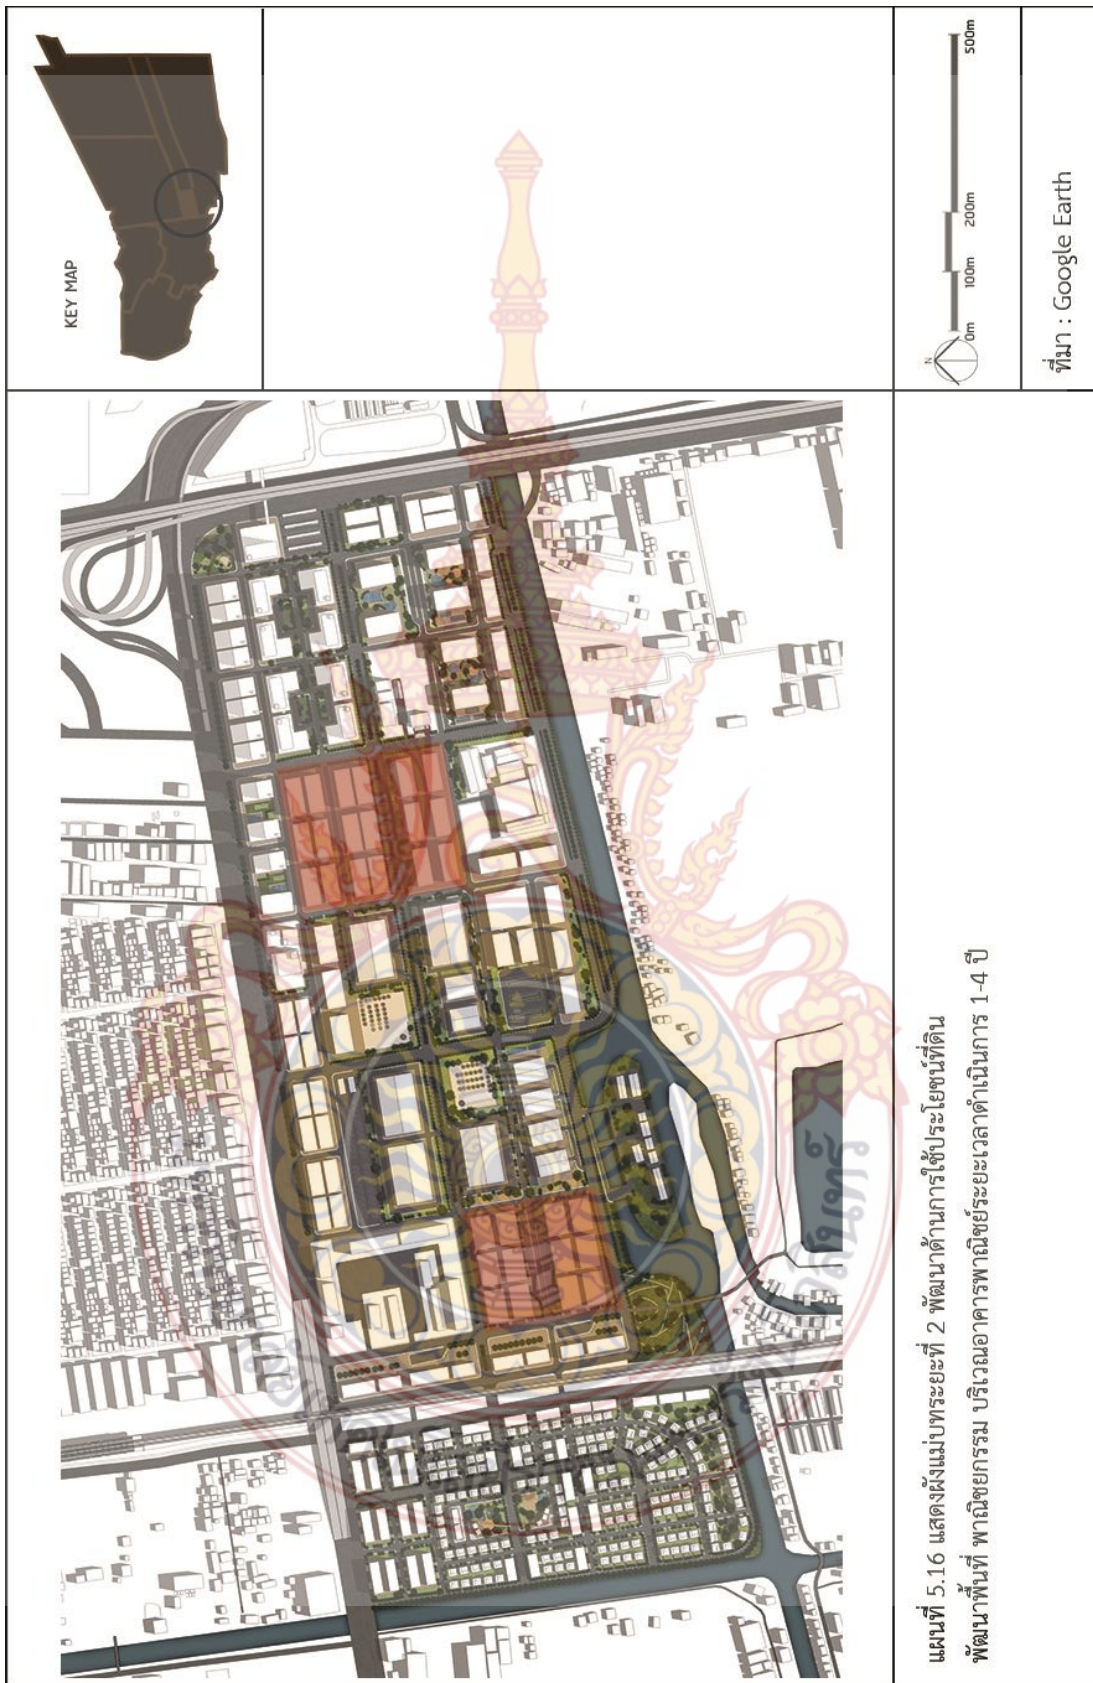 KEY MAP
N
0m 100m 200m 500m
ที่มา : Google Earth
แผนที่ 5.16 แสดงผังแม่บทระยะที่ 2 พัฒนาด้านการใช้ประโยชน์ที่ดิน
พัฒนาพื้นที่ พาณิชยกรรม บริเวณอาคารพาณิชย์ระยะเวลาดำเนินการ 1-4 ปี